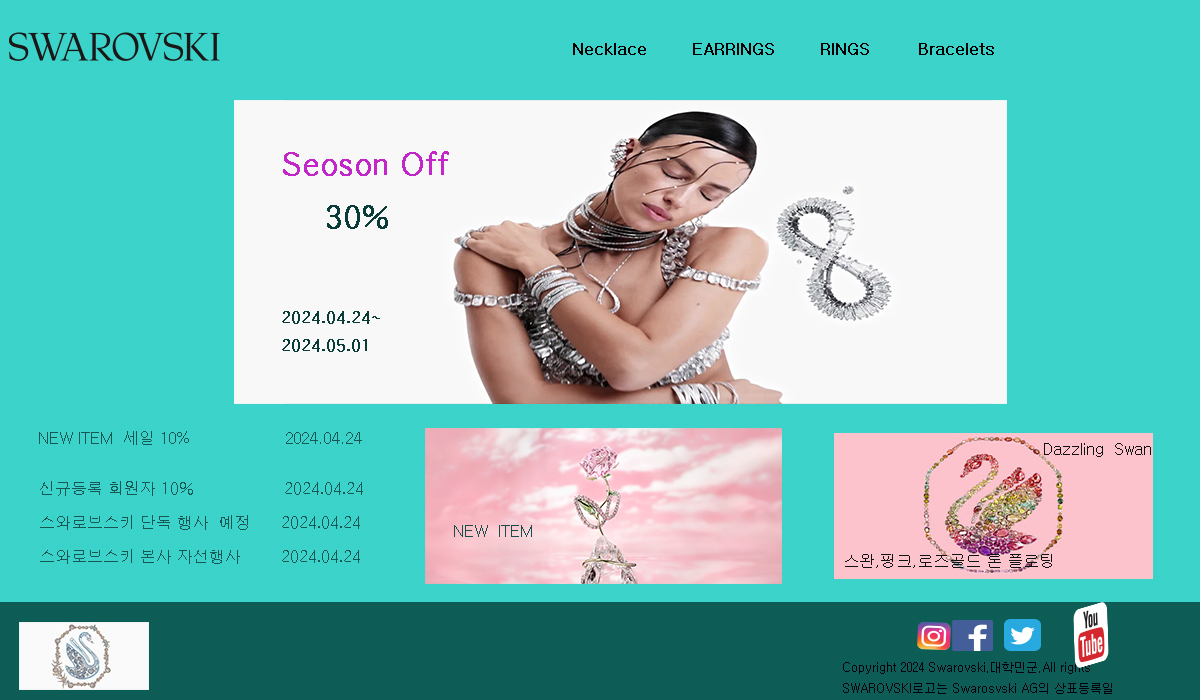 SWAROVSKI
Necklace EARRINGS RINGS Bracelets
Seoson Off
30%
2024.04.24~
2024.05.01
NEW ITEM 세일 10% 2024.04.24
신규등록 회원자 10% 2024.04.24
스와로브스키 단독 행사 예정 2024.04.24
스와로브스키 본사 자선행사 2024.04.24
NEW ITEM
Dazzling Swan
스완,핑크,로즈골드 톤 플로팅
You
Tube
Copyright 2024 Swarovski,대학민군,All rights
SWAROVSKI로고는 Swarosvski AG의 상표등록일